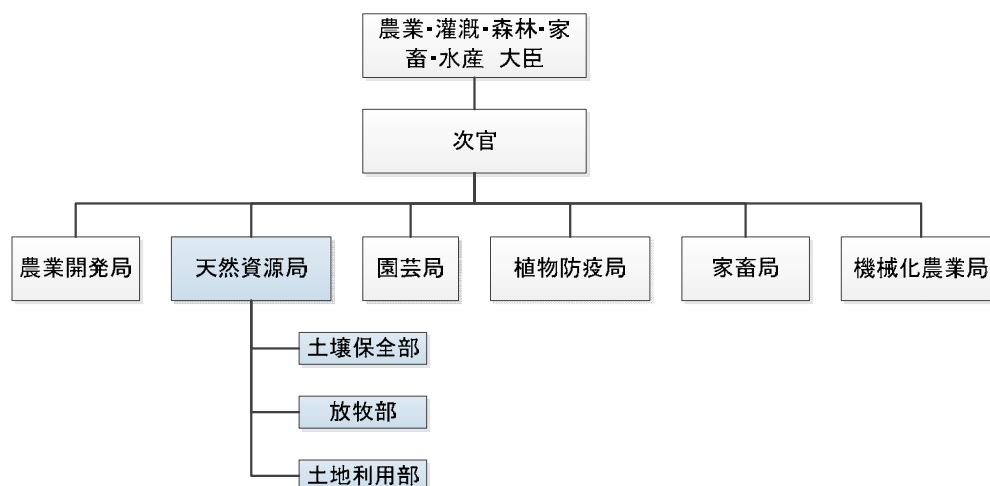 農業・灌漑・森林・家
畜・水産　大臣
次官
農業開発局
天然資源局
園芸局
植物防疫局
家畜局
機械化農業局
土壌保全部
放牧部
土地利用部